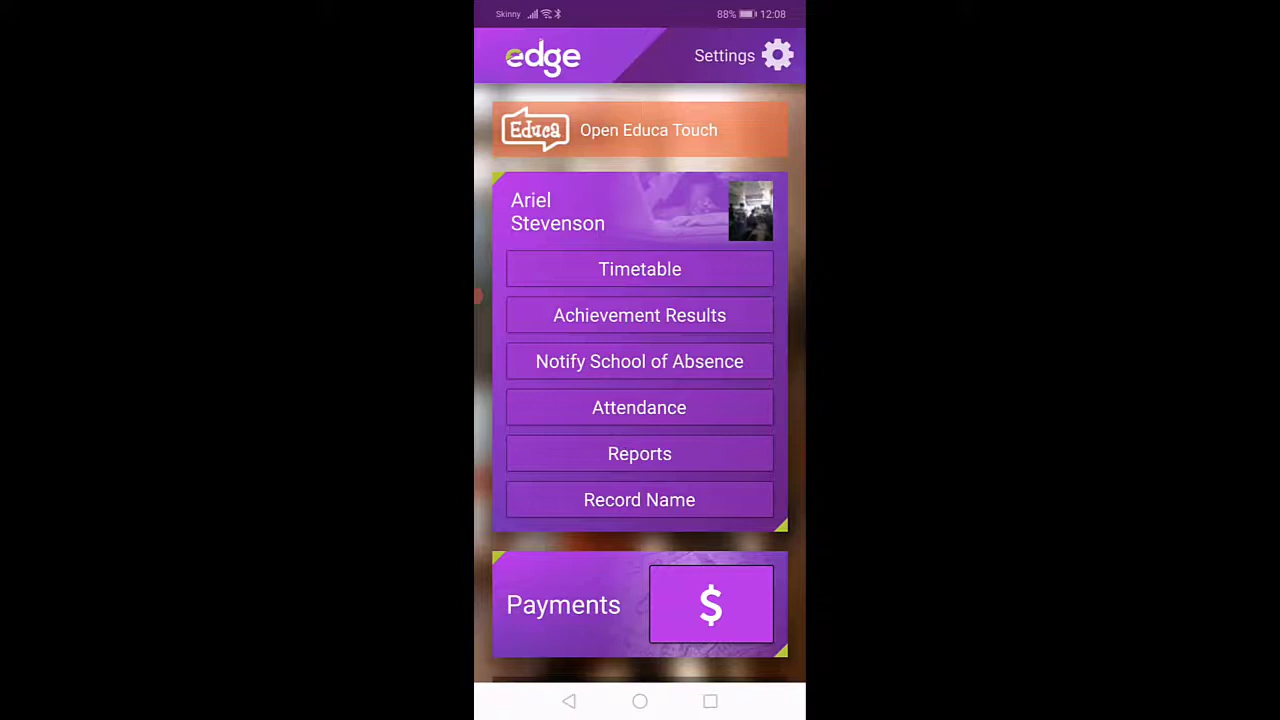 Skinny 88% 12:08
edge Settings
Educa Open Educa Touch
Ariel
Stevenson
Timetable
Achievement Results
Notify School of Absence
Attendance
Reports
Record Name
Payments $